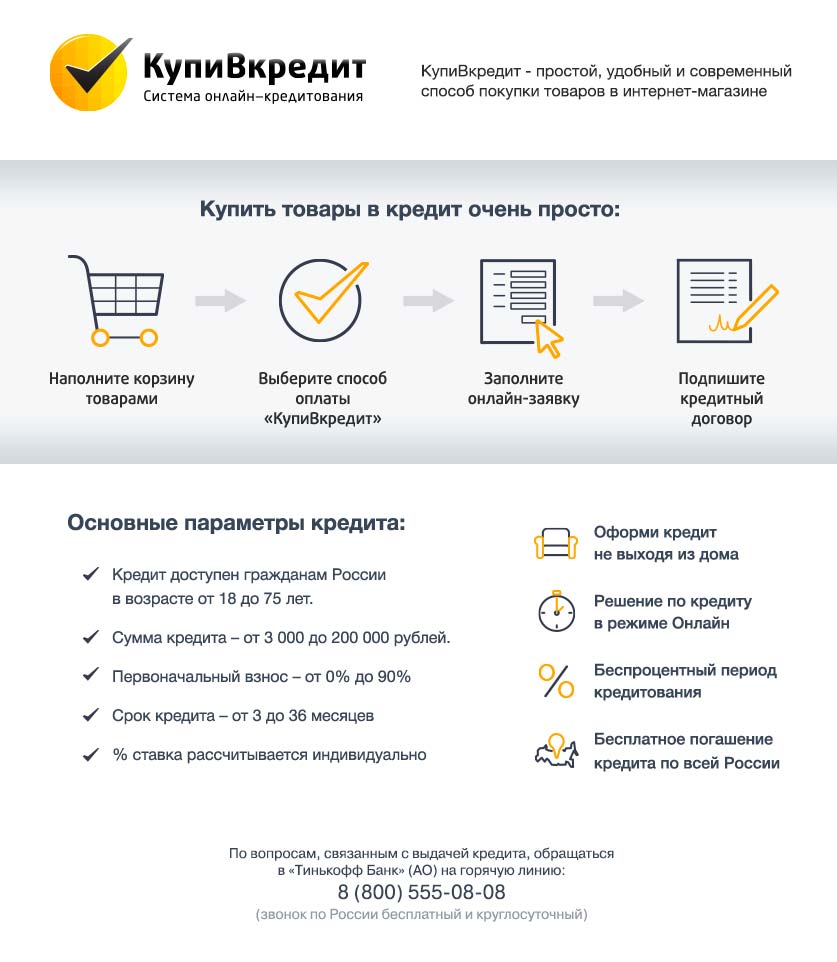 КупиВкредит
Система онлайн–кредитования
КупиВкредит - простой, удобный и современный
способ покупки товаров в интернет-магазине
Купить товары в кредит очень просто:
Наполните корзину
товарами
Выберите способ
оплаты
«КупиВкредит»
Заполните
онлайн-заявку
Подпишите
кредитный
договор
Основные параметры кредита:
Кредит доступен гражданам России
в возрасте от 18 до 75 лет.
Сумма кредита – от 3 000 до 200 000 рублей.
Первоначальный взнос – от 0% до 90%
Срок кредита – от 3 до 36 месяцев
% ставка рассчитывается индивидуально
Оформи кредит
не выходя из дома
Решение по кредиту
в режиме Онлайн
Беспроцентный период
кредитования
Бесплатное погашение
кредита по всей России
По вопросам, связанным с выдачей кредита, обращаться
в «Тинькофф Банк» (АО) на горячую линию:
8 (800) 555-08-08
(звонок по России бесплатный и круглосуточный)